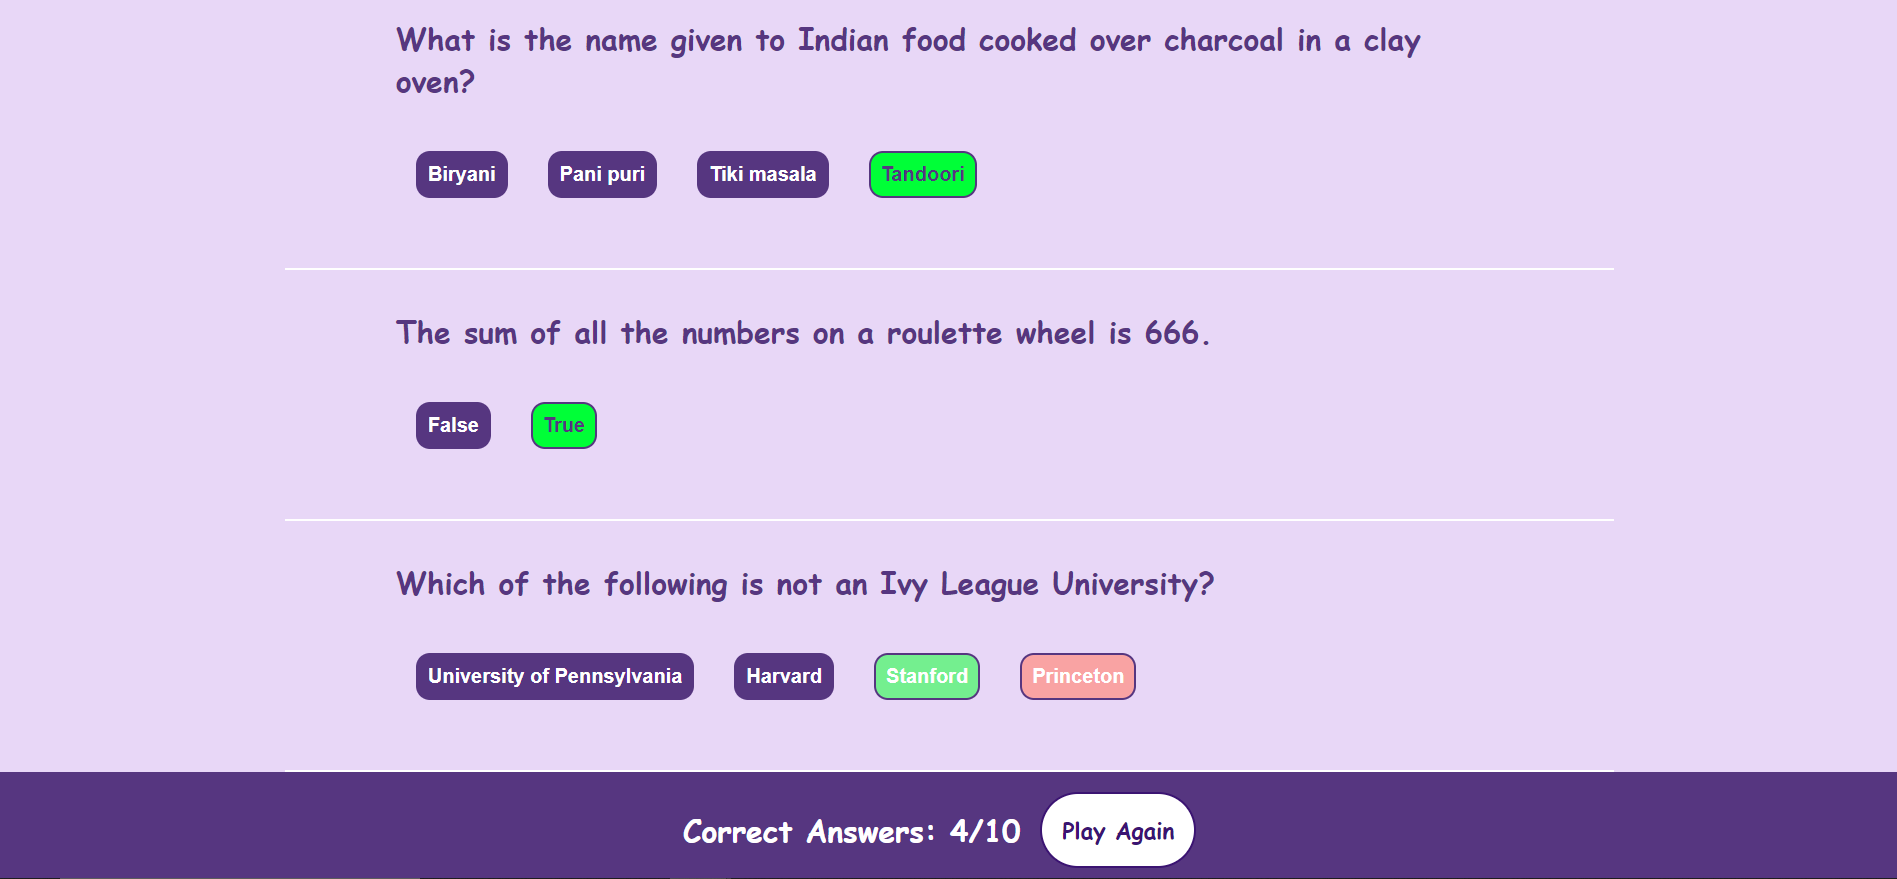 What is the name given to Indian food cooked over charcoal in a clay
oven?
Biryani Pani puri Tiki masala Tandoori
The sum of all the numbers on a roulette wheel is 666.
False True
Which of the following is not an Ivy League University?
University of Pennsylvania Harvard Stanford Princeton
Correct Answers: 4/10 Play Again